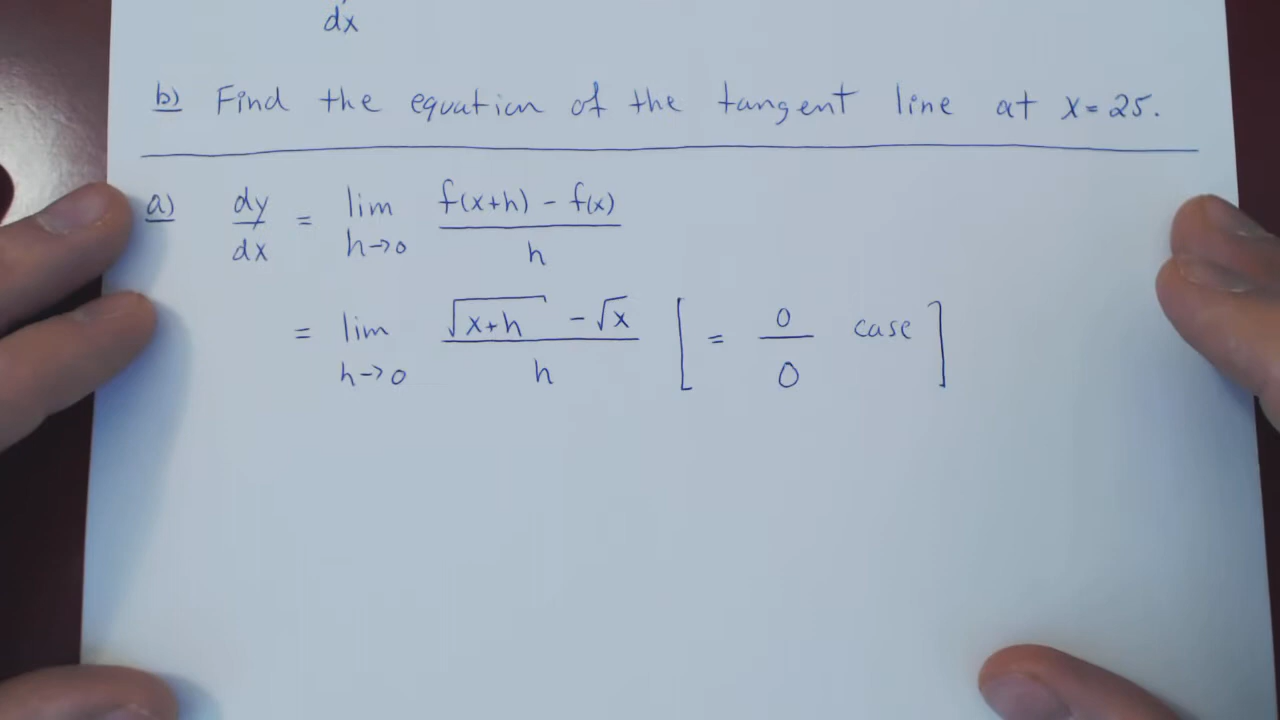 dx
b) Find the equation of the tangent line at x = 25.
a) dy/dx = lim h→0 f(x+h) - f(x) / h
= lim h→0 √(x+h) - √x / h [ = 0/0 case ]